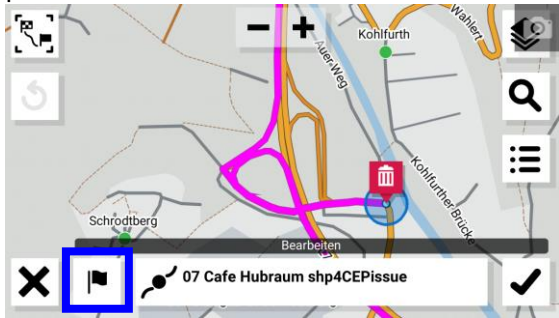 Kohlfurth
Wahlert
Auer Weg
Kohlfurther Brücke
Schrodtberg
Bearbeiten
07 Cafe Hubraum shp4CEPissue